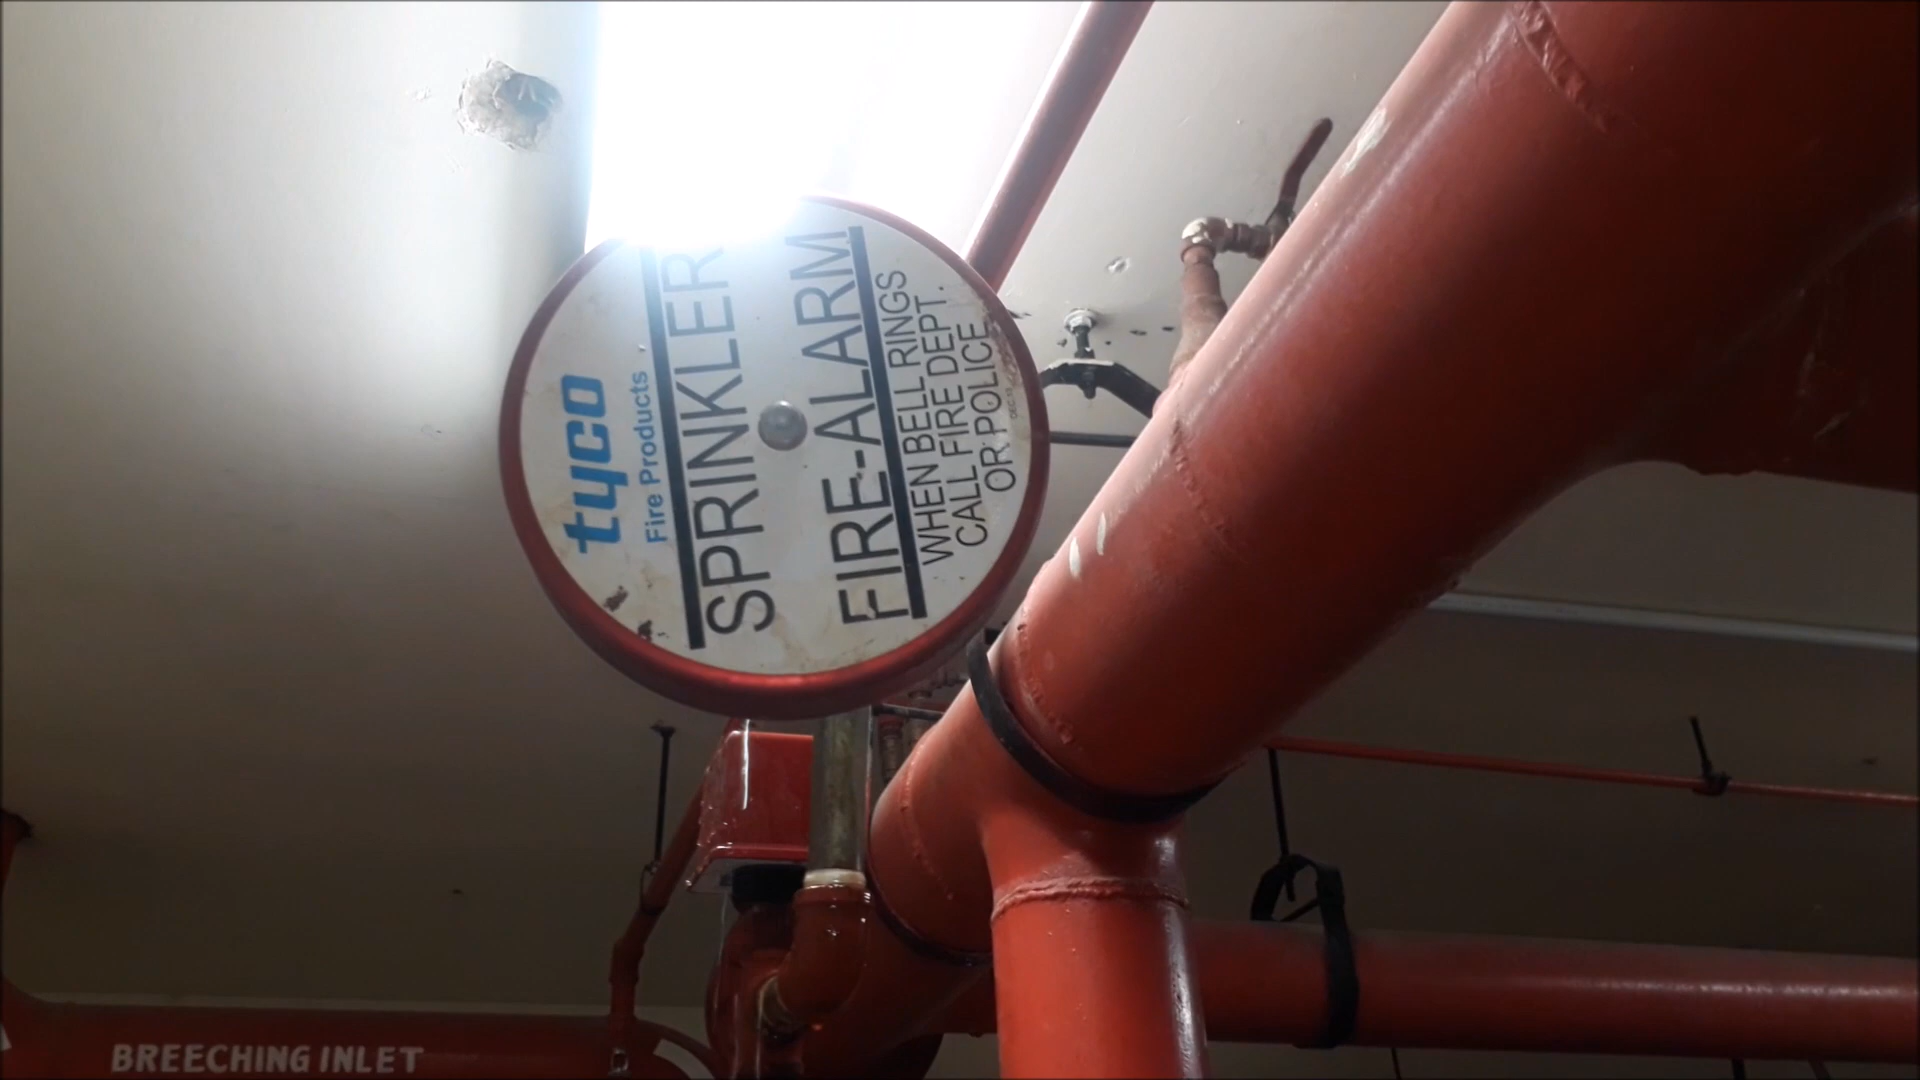 tyco
Fire Products
SPRINKLER
FIRE-ALARM
WHEN BELL RINGS
CALL FIRE DEPT.
OR POLICE
BREECHING INLET